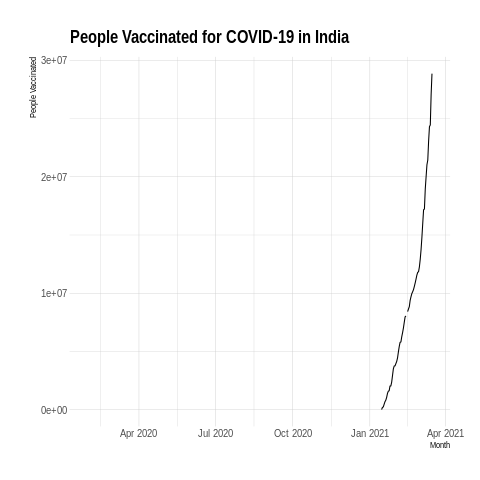 People Vaccinated for COVID-19 in India
People Vaccinated
3e+07
2e+07
1e+07
0e+00
Apr 2020 Jul 2020 Oct 2020 Jan 2021 Apr 2021
Month